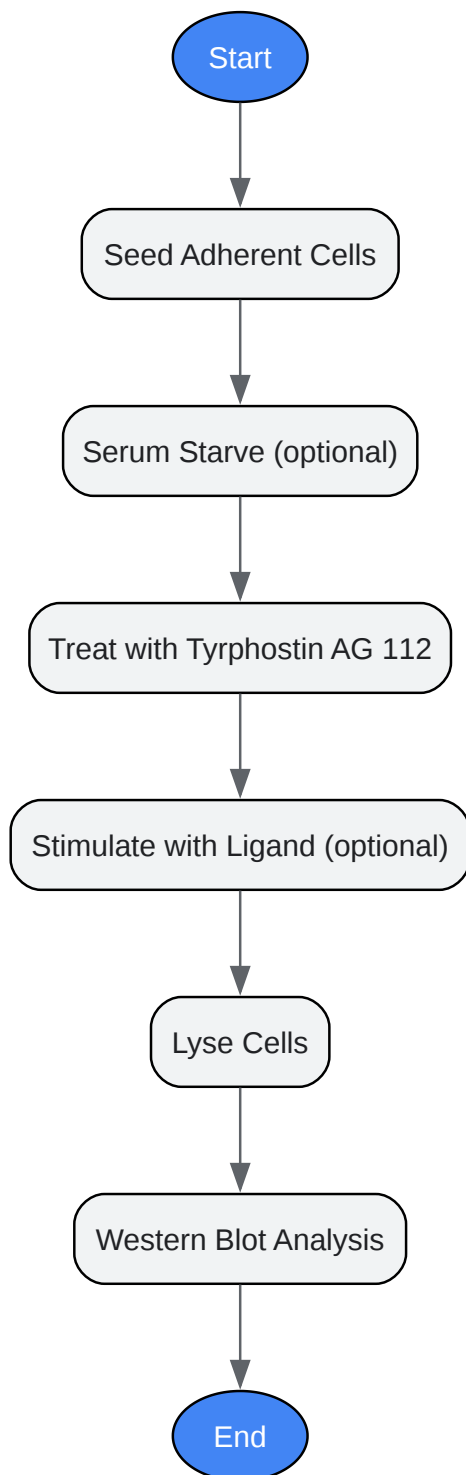 Start
Seed Adherent Cells
Serum Starve (optional)
Treat with Tyrphostin AG 112
Stimulate with Ligand (optional)
Lyse Cells
Western Blot Analysis
End